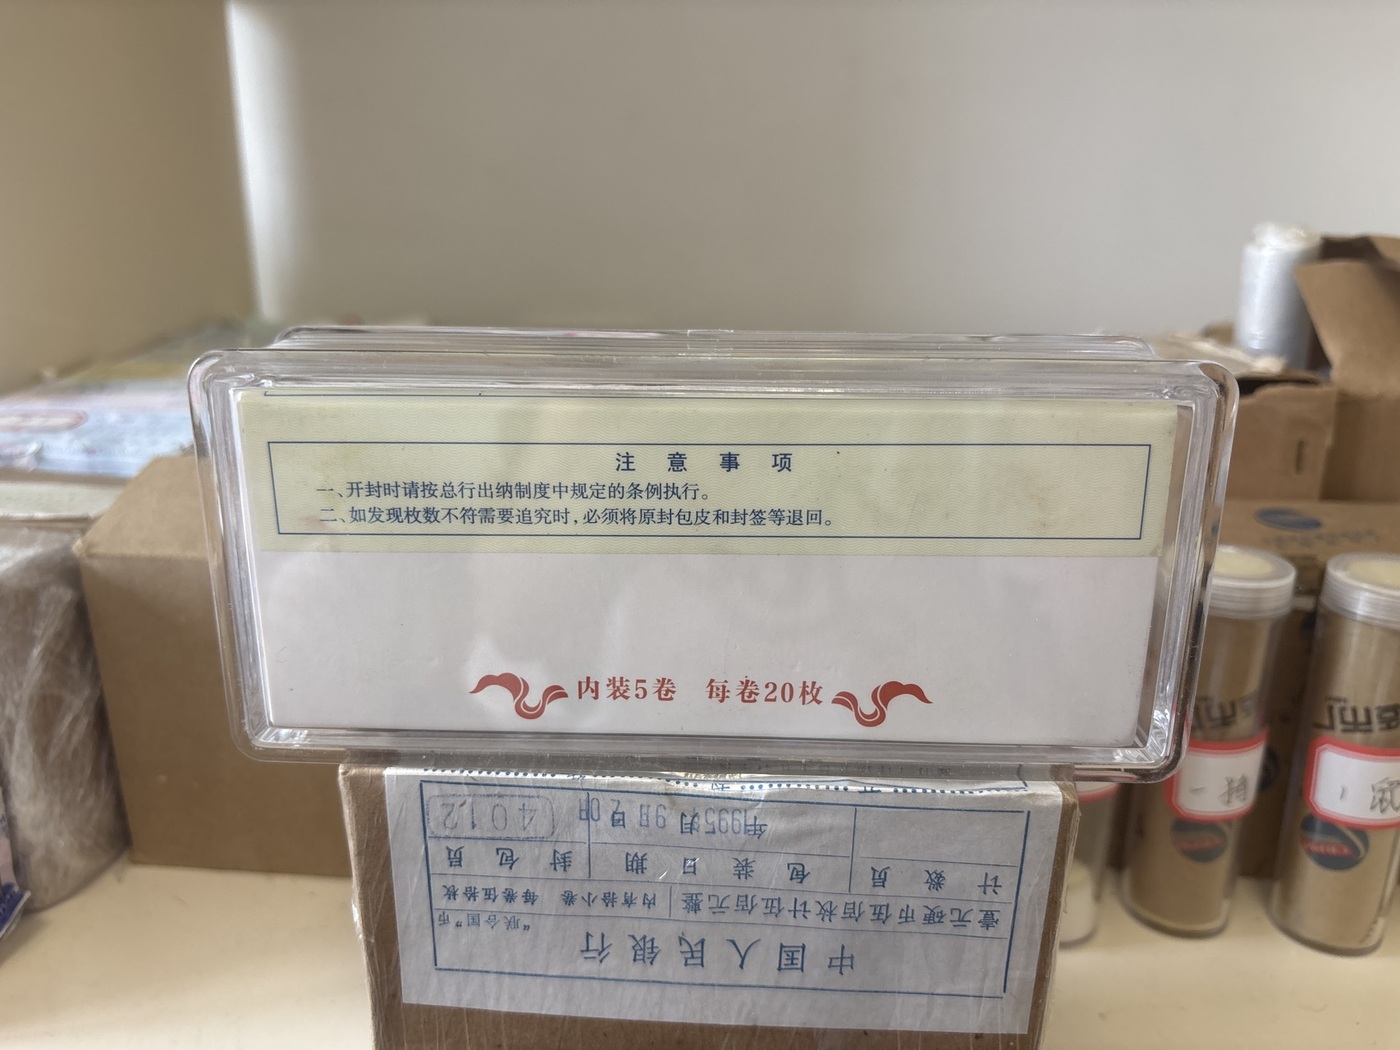 注意事项
一、开封时请按总行出纳制度中规定的条例执行。
二、如发现枚数不符需要追究时,必须将原封包皮和封签等退回。
内装5卷 每卷20枚
中国人民银行
“联合国”币
壹元硬币伍佰枚计伍佰元整 内有拾小卷 每卷伍拾枚
计数员 包装日期 封包员
1995年9月20日 (4012)